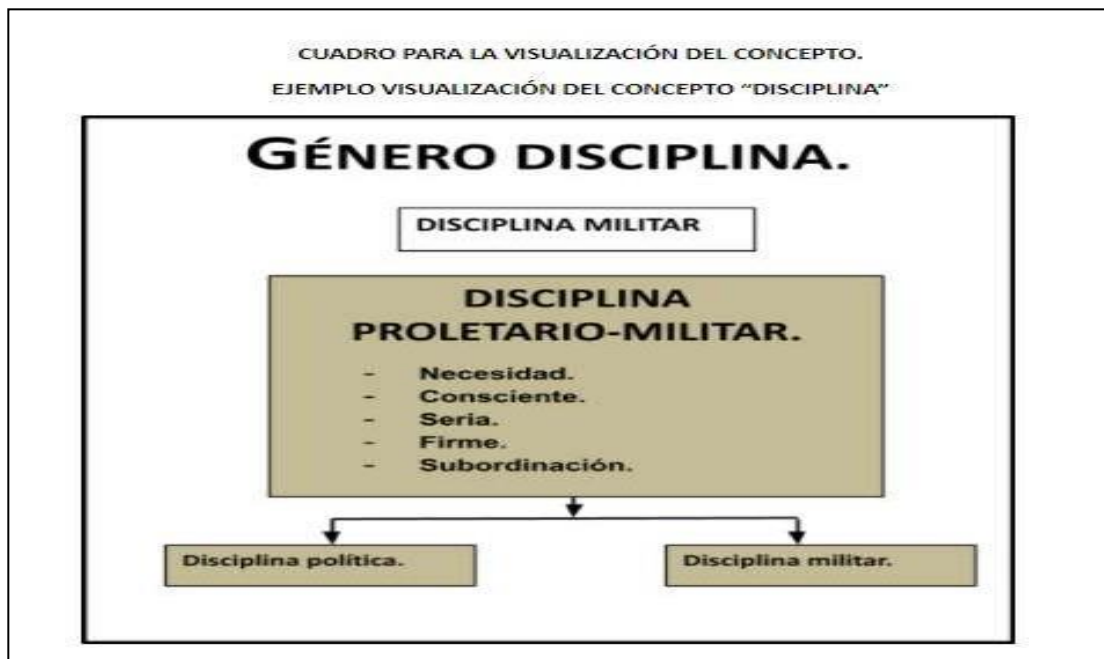 CUADRO PARA LA VISUALIZACIÓN DEL CONCEPTO.
EJEMPLO VISUALIZACIÓN DEL CONCEPTO “DISCIPLINA”
GÉNERO DISCIPLINA.
DISCIPLINA MILITAR
DISCIPLINA
PROLETARIO-MILITAR.
- Necesidad.
- Consciente.
- Seria.
- Firme.
- Subordinación.
Disciplina política.
Disciplina militar.